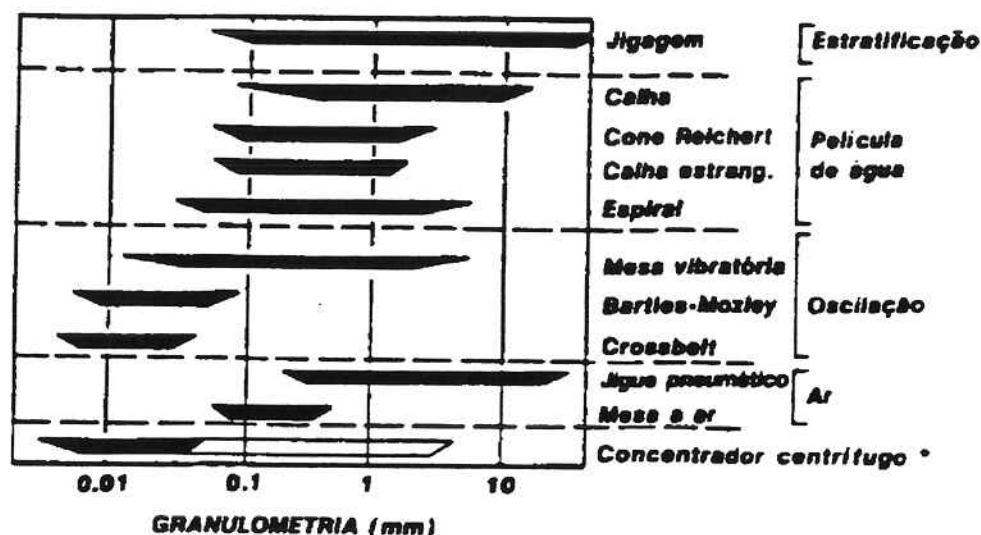 Jigagem
Estratificação
Calha
Cone Reichert
Película
Calha estrang.
de água
Espiral
Mesa vibratória
Bartles-Mozley
Oscilação
Crossbelt
Jigue pneumático
Ar
Mesa a ar
Concentrador centrífugo *
0.01 0.1 1 10
GRANULOMETRIA (mm)